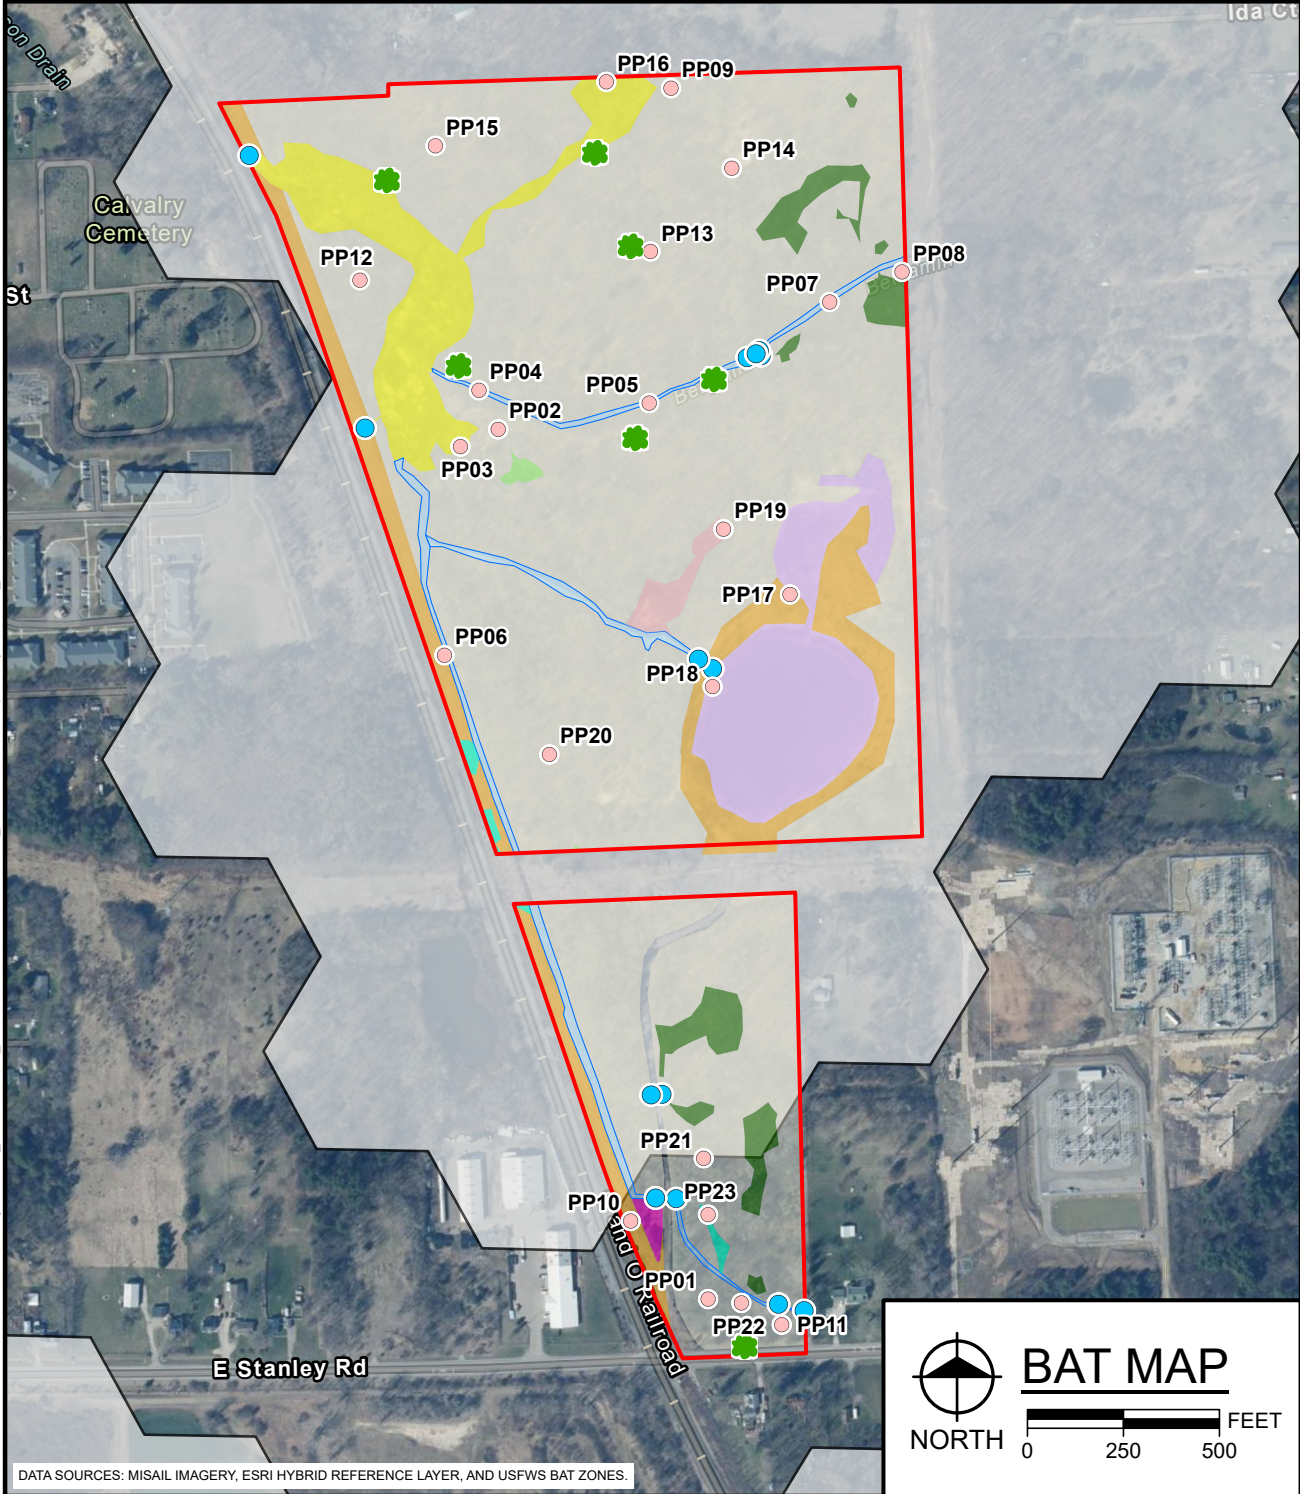 Ida Ct
son Drain
PP16
PP09
PP15
PP14
Calvalry
Cemetery
PP13
PP12
PP08
St
PP07
PP04
PP05
PP02
PP03
PP19
PP17
PP06
PP18
PP20
PP21
PP23
PP10
and O Railroad
PP01
PP22
PP11
E Stanley Rd
BAT MAP
FEET
NORTH
0 250 500
DATA SOURCES: MISAIL IMAGERY, ESRI HYBRID REFERENCE LAYER, AND USFWS BAT ZONES.